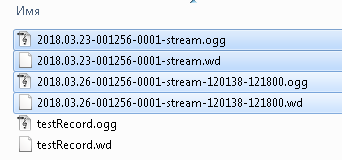 Имя
2018.03.23-001256-0001-stream.ogg
2018.03.23-001256-0001-stream.wd
2018.03.26-001256-0001-stream-120138-121800.ogg
2018.03.26-001256-0001-stream-120138-121800.wd
testRecord.ogg
testRecord.wd